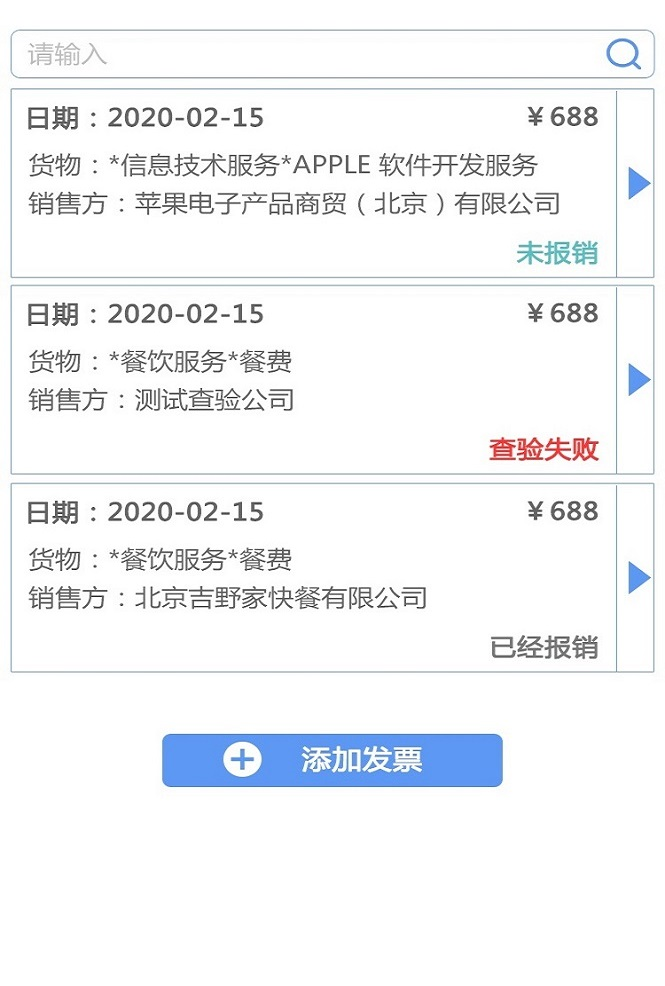 请输入
日期：2020-02-15 ￥688
货物：*信息技术服务*APPLE 软件开发服务
销售方：苹果电子产品商贸（北京）有限公司
未报销
日期：2020-02-15 ￥688
货物：*餐饮服务*餐费
销售方：测试查验公司
查验失败
日期：2020-02-15 ￥688
货物：*餐饮服务*餐费
销售方：北京吉野家快餐有限公司
已经报销
添加发票